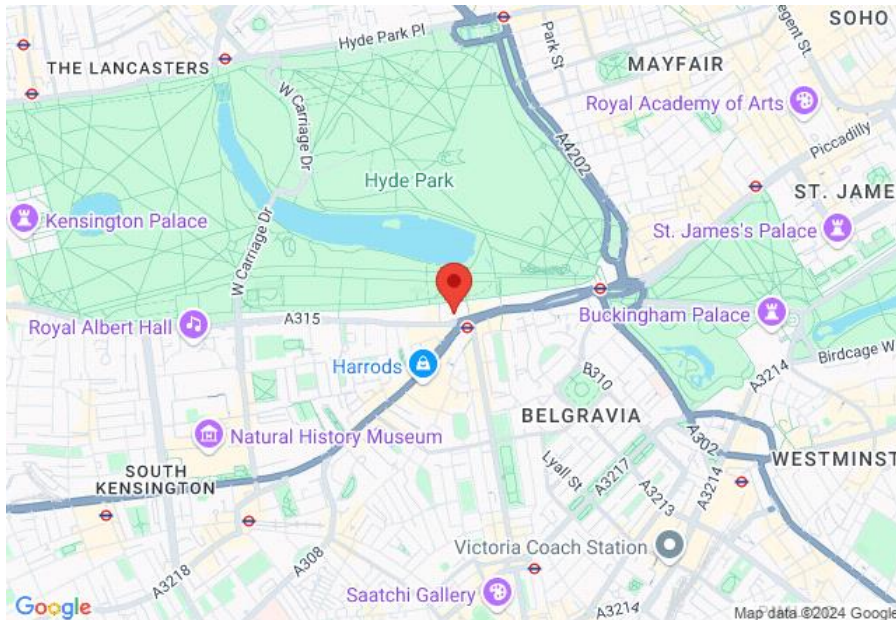 SOHO
Hyde Park Pl
Park St
Regent St.
THE LANCASTERS
MAYFAIR
W Carriage Dr
Royal Academy of Arts
A4202
Piccadilly
Hyde Park
ST. JAME
Kensington Palace
W Carriage Dr
St. James's Palace
Royal Albert Hall
A315
Buckingham Palace
Harrods
B310
Birdcage W
A3214
BELGRAVIA
Natural History Museum
A302
WESTMINST
SOUTH
KENSINGTON
Lyall St
A3217
A3214
A3213
Victoria Coach Station
A308
A3218
Saatchi Gallery
A3214
Google
Map data ©2024 Google